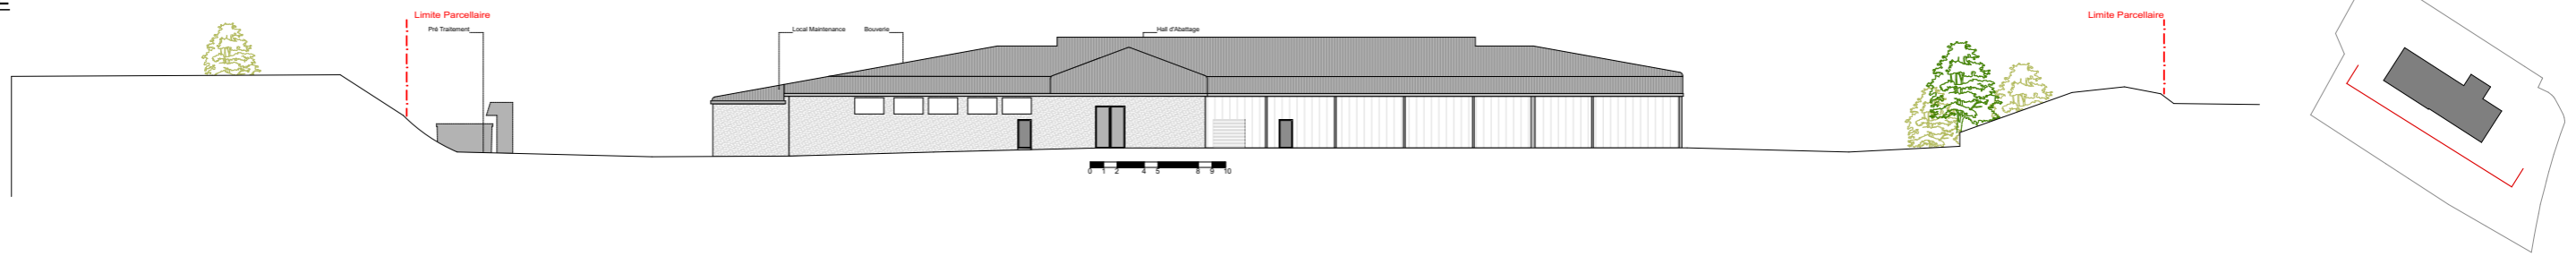 Limite Parcellaire
Pré Traitement
Local Maintenance
Bouverie
Hall d'Abattage
Limite Parcellaire
0 1 2 4 5 8 9 10